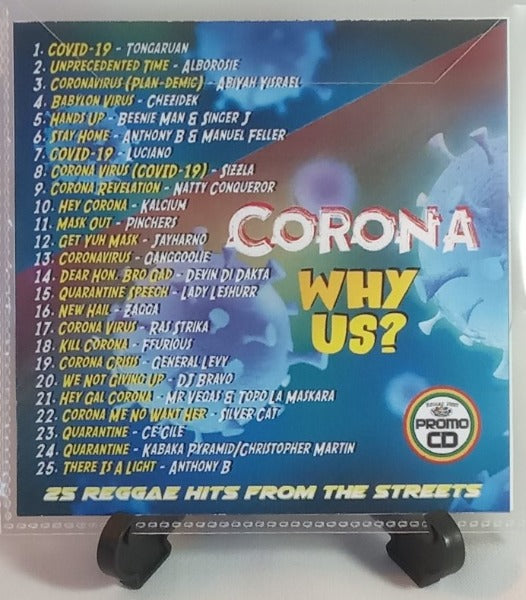 1. COVID-19 - TONGARUAN
2. UNPRECEDENTED TIME - ALBOROSIE
3. CORONAVIRUS (PLAN-DEMIC) - ABIYAH YISRAEL
4. BABYLON VIRUS - CHEZIDEK
5. HANDS UP - BEENIE MAN & SINGER J
6. STAY HOME - ANTHONY B & MANUEL FELLER
7. COVID-19 - LUCIANO
8. CORONA VIRUS (COVID-19) - SIZZLA
9. CORONA REVELATION - NATTY CONQUEROR
10. HEY CORONA - KALCIUM
11. MASK OUT - PINCHERS
12. GET YUH MASK - JAYHARNO
13. CORONAVIRUS - GANGGOOLIE
14. DEAR HON. BRO GAD - DEVIN DI DAKTA
15. QUARANTINE SPEECH - LADY LESHURR
16. NEW HAIL - ZAGGA
17. CORONA VIRUS - RAS STRIKA
18. KILL CORONA - FFURIOUS
19. CORONA CRISIS - GENERAL LEVY
20. WE NOT GIVING UP - DJ BRAVO
21. HEY GAL CORONA - MR VEGAS & TOPO LA MASKARA
22. CORONA ME NO WANT HER - SILVER CAT
23. QUARANTINE - CE'CILE
24. QUARANTINE - KABAKA PYRAMID/CHRISTOPHER MARTIN
25. THERE IS A LIGHT - ANTHONY B
CORONA
WHY
US?
PROMO
CD
25 REGGAE HITS FROM THE STREETS